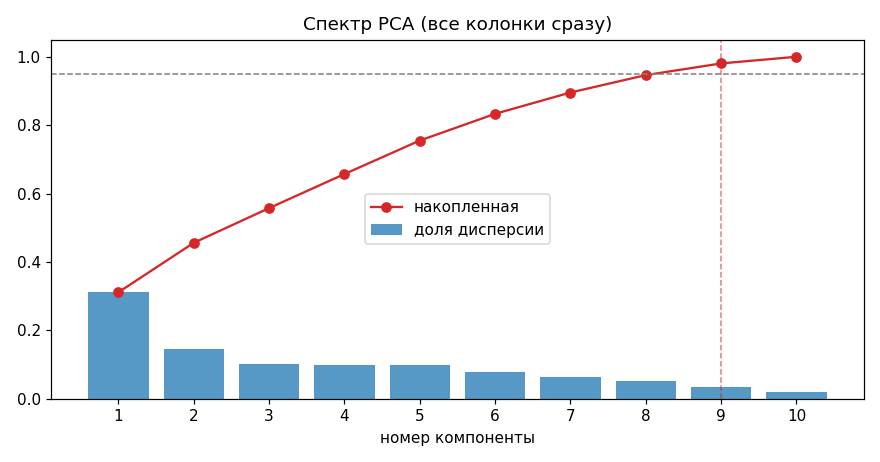 Спектр PCA (все колонки сразу)
1.0
0.8
0.6
0.4
0.2
0.0
накопленная
доля дисперсии
1 2 3 4 5 6 7 8 9 10
номер компоненты